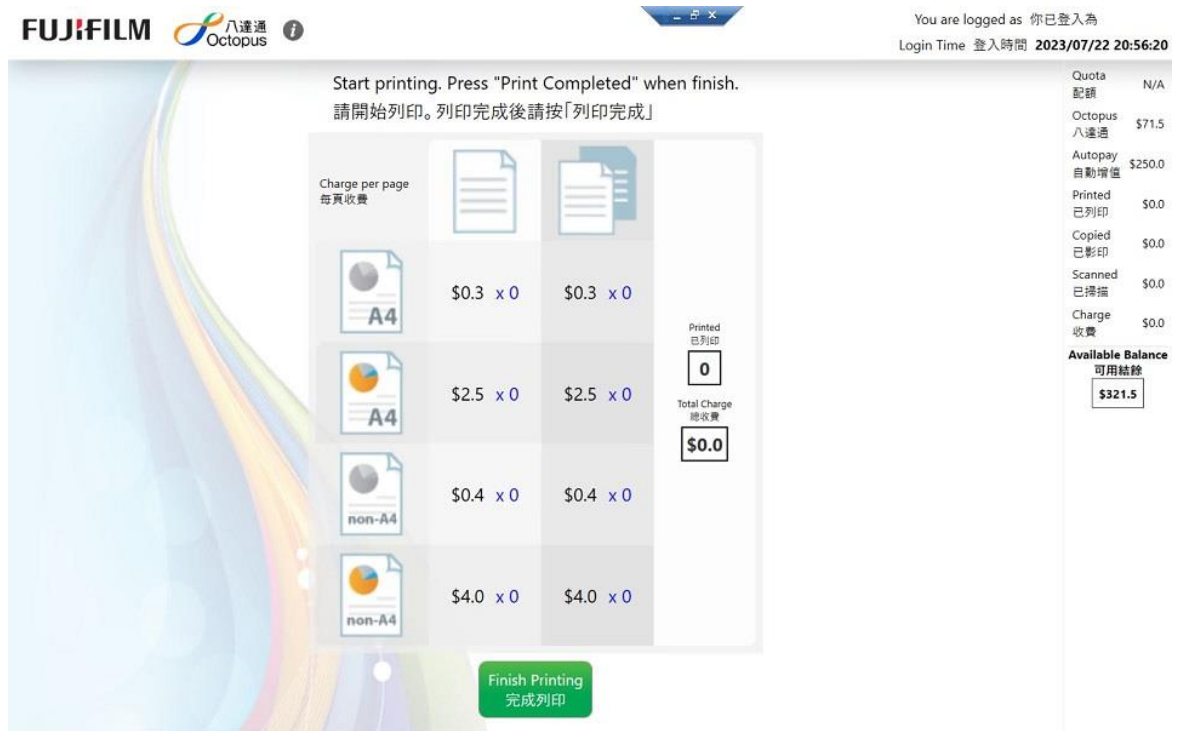 FUJIFILM
八達通
Octopus
i
You are logged as 你已登入為
Login Time 登入時間 2023/07/22 20:56:20
Start printing. Press "Print Completed" when finish.
請開始列印。列印完成後請按「列印完成」
Charge per page
每頁收費
A4
$0.3 x 0
$0.3 x 0
A4
$2.5 x 0
$2.5 x 0
non-A4
$0.4 x 0
$0.4 x 0
non-A4
$4.0 x 0
$4.0 x 0
Printed
已列印
0
Total Charge
總收費
$0.0
Finish Printing
完成列印
Quota
配額
N/A
Octopus
八達通
$71.5
Autopay
自動增值
$250.0
Printed
已列印
$0.0
Copied
已影印
$0.0
Scanned
已掃描
$0.0
Charge
收費
$0.0
Available Balance
可用結餘
$321.5